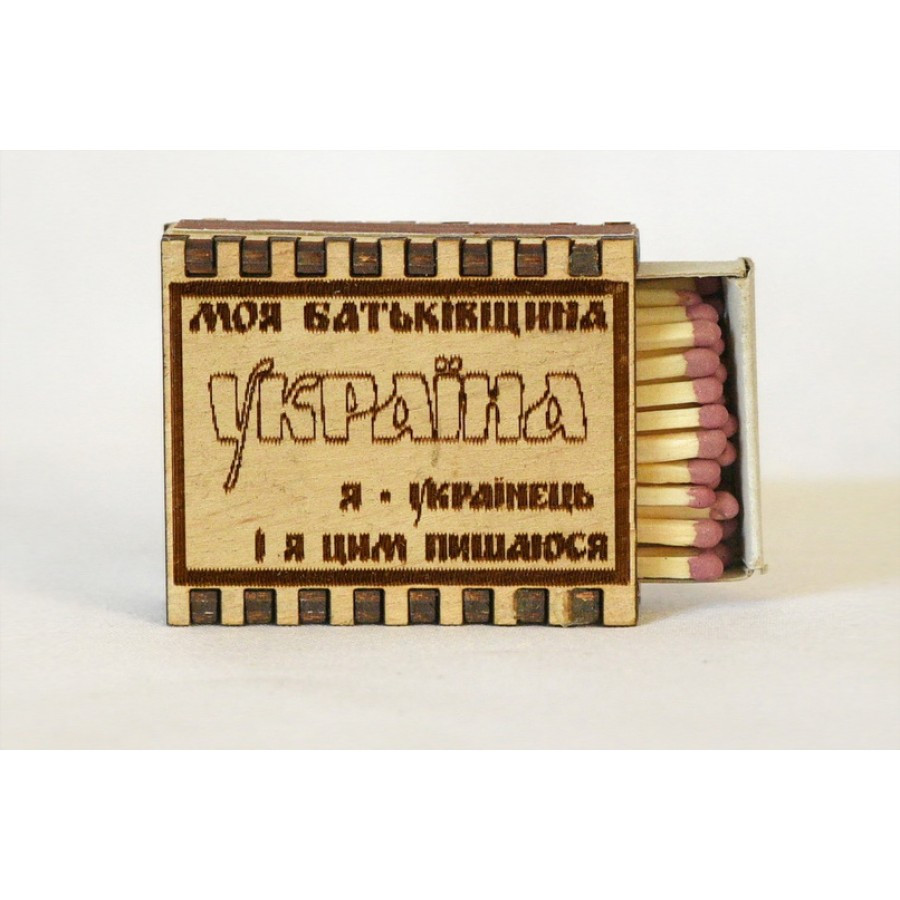 МОЯ БАТЬКІВЩИНА
УКРАЇНА
Я - УКРАЇНЕЦЬ
І Я ЦИМ ПИШАЮСЯ